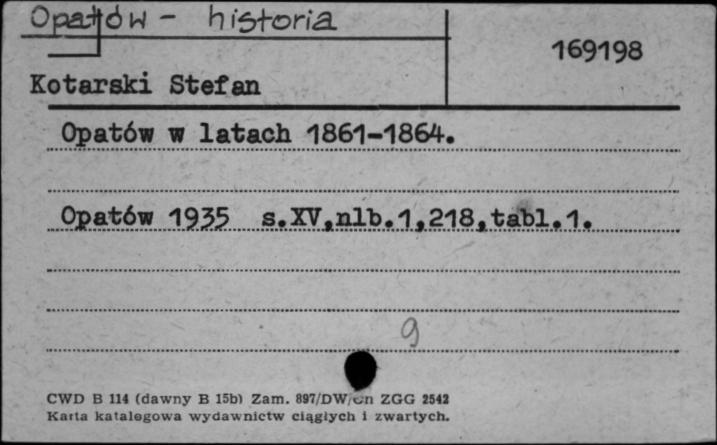 Opatów - historia
169198
Kotarski Stefan
Opatów w latach 1861-1864.
Opatów 1935 s.XV,nlb.1,218,tabl.1.
9
CWD B 114 (dawny B 15b) Zam. 897/DW/Gn ZGG 2542
Karta katalogowa wydawnictw ciągłych i zwartych.